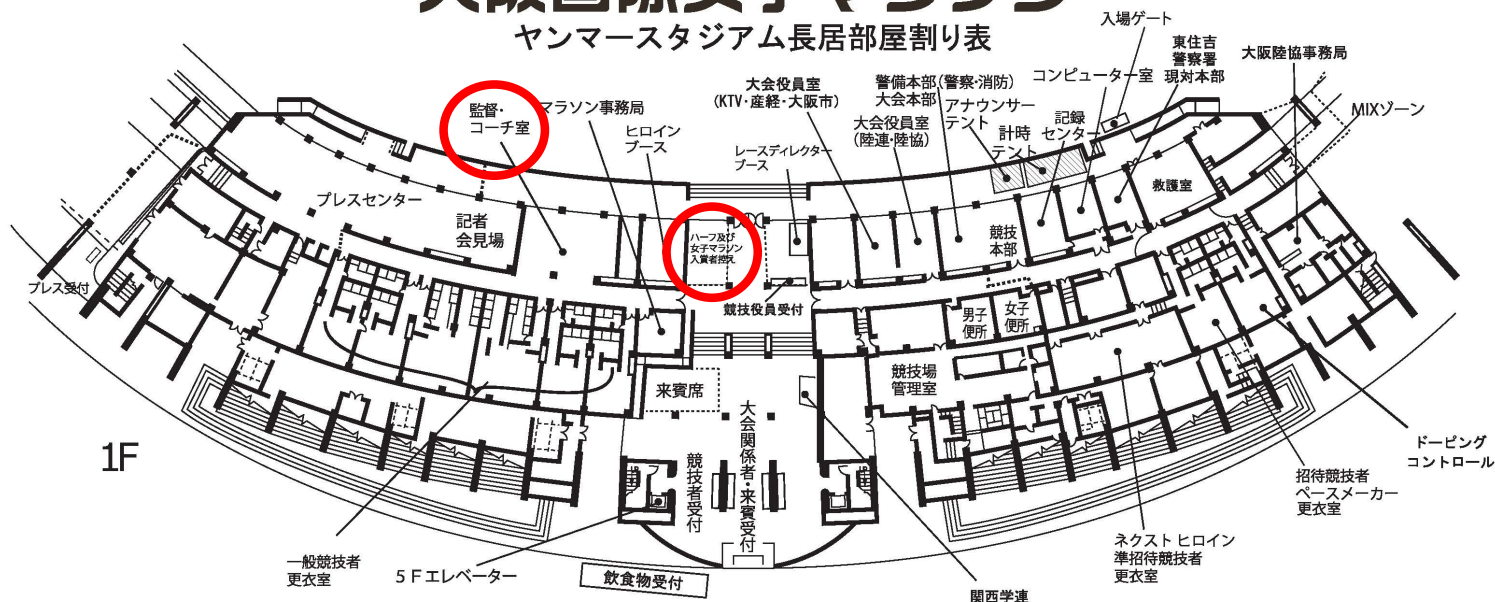 大阪国際女子マラソン
ヤンマースタジアム長居部屋割り表
入場ゲート
監督・
コーチ室
マラソン事務局
ヒロイン
ブース
大会役員室
(KTV・産経・大阪市)
レースディレクター
ブース
警備本部(警察・消防)
大会本部
大会役員室
(陸連・陸協)
アナウンサー
テント
計時
テント
記録
センター
コンピューター室
東住吉
警察署
現対本部
大阪陸協事務局
MIXゾーン
プレスセンター
記者
会見場
ハーフ及び
女子マラソン
入賞者控え
競技
本部
救護室
プレス受付
競技役員受付
男子
便所
女子
便所
来賓席
競技場
管理室
1F
競技者受付
大会関係者・来賓受付
ドーピング
コントロール
招待競技者
ペースメーカー
更衣室
ネクスト ヒロイン
準招待競技者
更衣室
一般競技者
更衣室
5Fエレベーター
飲食物受付
関西学連